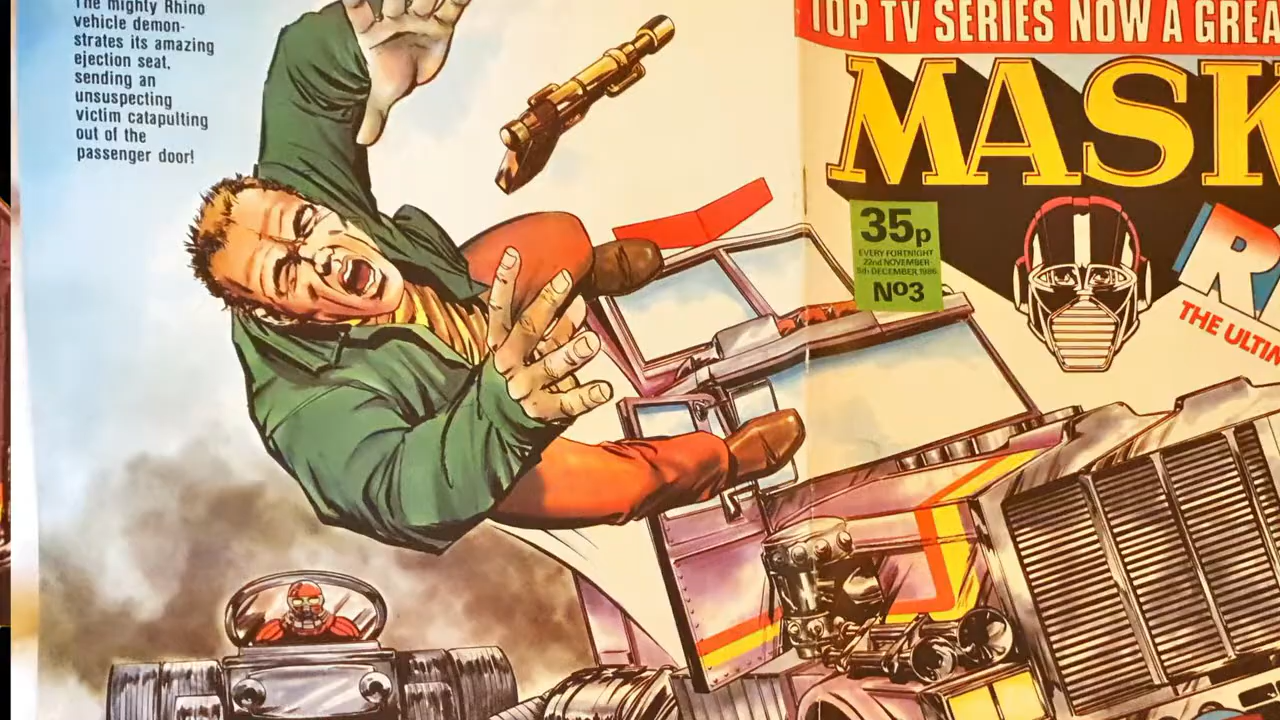 The mighty Rhino
vehicle demon-
strates its amazing
ejection seat,
sending an
unsuspecting
victim catapulting
out of the
passenger door!
TOP TV SERIES NOW A GREA
MASK
35p
EVERY FORTNIGHT
22nd NOVEMBER-
5th DECEMBER, 1986
Nº3
R
THE ULTIM